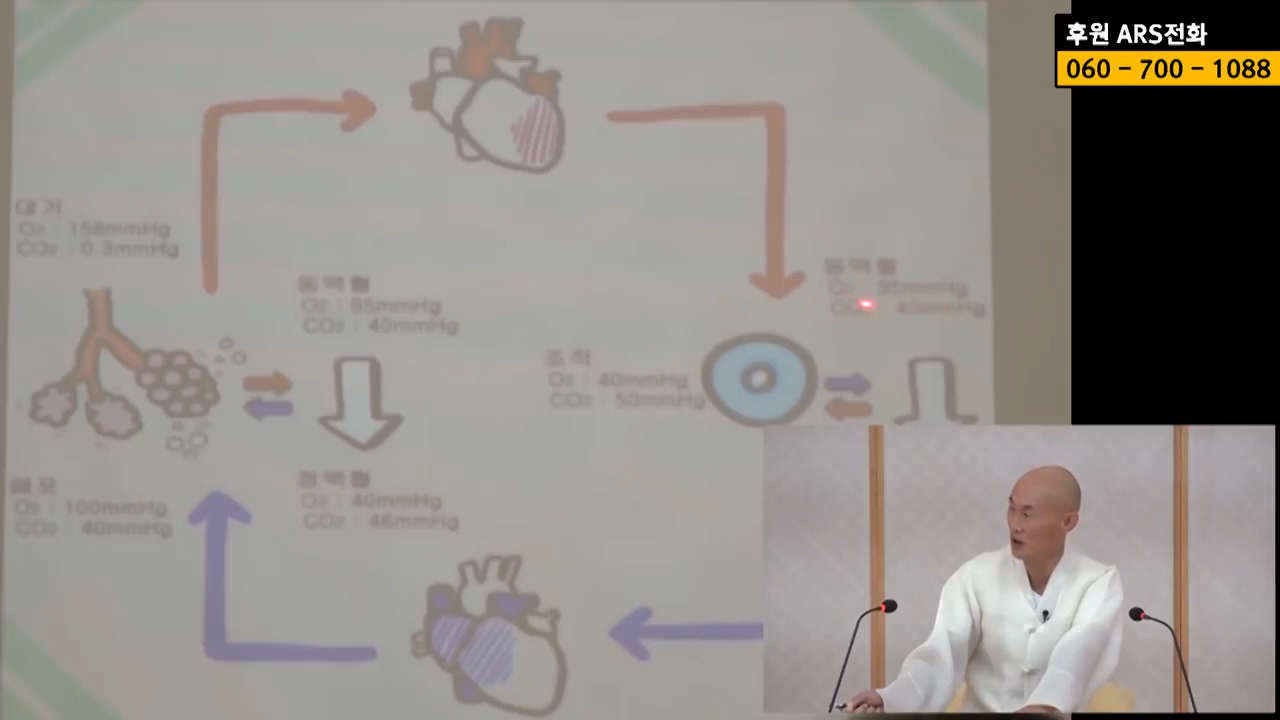 후원 ARS전화
060 - 700 - 1088
대기
O₂ : 158mmHg
CO₂ : 0.3mmHg
동맥혈
O₂ : 95mmHg
CO₂ : 40mmHg
동맥혈
O₂ : 95mmHg
: 40mmHg
조직
O₂ : 40mmHg
CO₂ : 50mmHg
폐포
O₂ : 100mmHg
CO₂ : 40mmHg
정맥혈
O₂ : 40mmHg
CO₂ : 46mmHg